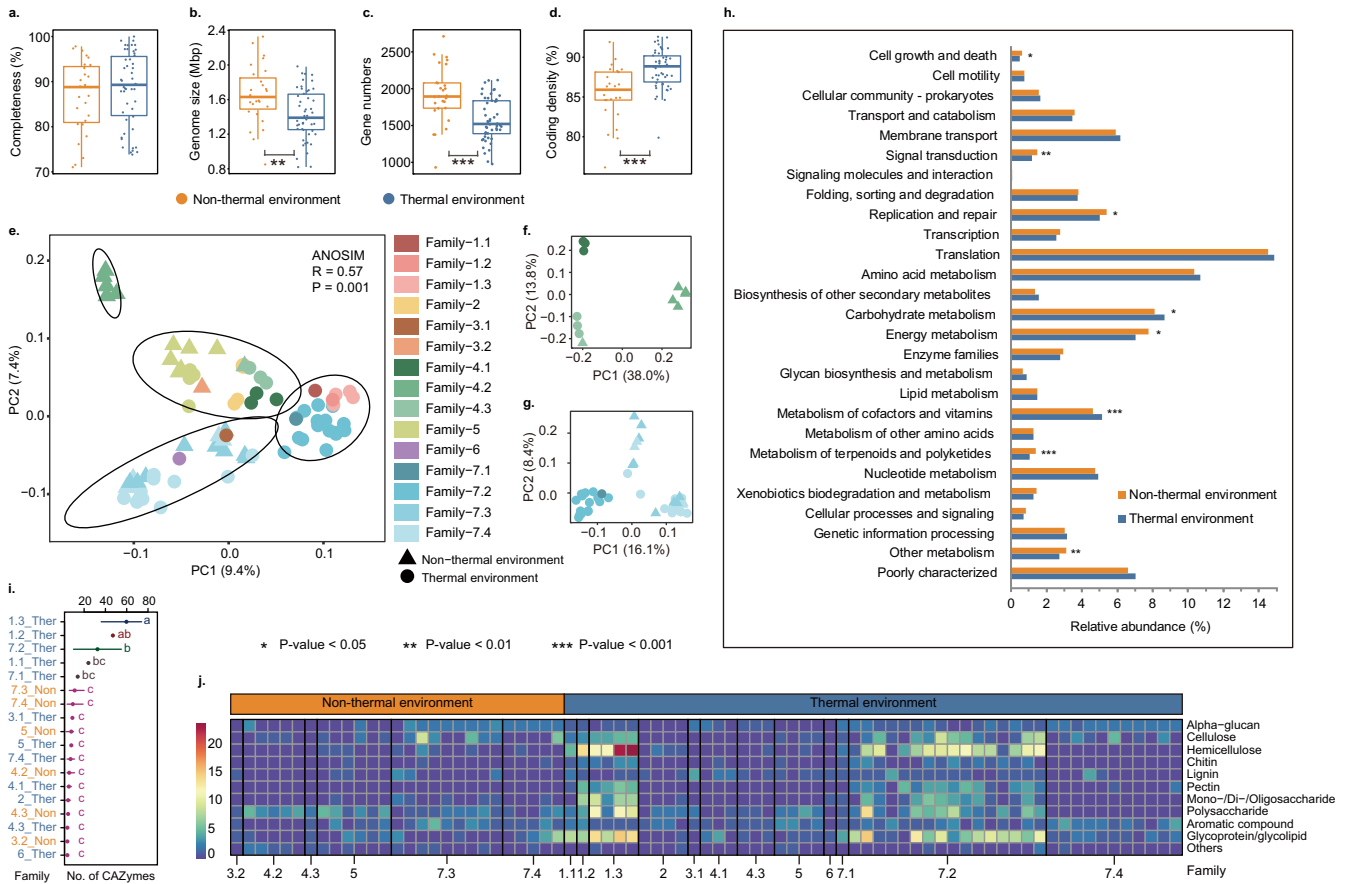 a.
Completeness (%)
100
90
80
70
b.
Genome size (Mbp)
2.4
2.0
1.6
1.2
0.8
**
c.
Gene numbers
2500
2000
1500
1000
***
d.
Coding density (%)
90
85
80
***
Non-thermal environment
Thermal environment
e.
PC2 (7.4%)
0.2
0.1
0.0
−0.1
−0.1
0.0
0.1
PC1 (9.4%)
ANOSIM
R = 0.57
P = 0.001
Family−1.1
Family−1.2
Family−1.3
Family−2
Family−3.1
Family−3.2
Family−4.1
Family−4.2
Family−4.3
Family−5
Family−6
Family−7.1
Family−7.2
Family−7.3
Family−7.4
Non−thermal environment
Thermal environment
f.
PC2 (13.8%)
0.2
0.1
0.0
−0.1
−0.2
−0.2
0.0
0.2
PC1 (38.0%)
g.
PC2 (8.4%)
0.2
0.1
0.0
−0.1
0.0
0.1
PC1 (16.1%)
h.
Cell growth and death *
Cell motility
Cellular community - prokaryotes
Transport and catabolism
Membrane transport
Signal transduction **
Signaling molecules and interaction
Folding, sorting and degradation
Replication and repair *
Transcription
Translation
Amino acid metabolism
Biosynthesis of other secondary metabolites
Carbohydrate metabolism *
Energy metabolism *
Enzyme families
Glycan biosynthesis and metabolism
Lipid metabolism
Metabolism of cofactors and vitamins ***
Metabolism of other amino acids
Metabolism of terpenoids and polyketides ***
Nucleotide metabolism
Xenobiotics biodegradation and metabolism
Cellular processes and signaling
Genetic information processing
Other metabolism **
Poorly characterized
Non-thermal environment
Thermal environment
0 2 4 6 8 10 12 14
Relative abundance (%)
* P-value < 0.05 ** P-value < 0.01 *** P-value < 0.001
i.
20 40 60 80
1.3_Ther a
1.2_Ther ab
7.2_Ther b
1.1_Ther bc
7.1_Ther bc
7.3_Non c
7.4_Non c
3.1_Ther c
5_Non c
5_Ther c
7.4_Ther c
4.2_Non c
4.1_Ther c
2_Ther c
4.3_Non c
4.3_Ther c
3.2_Non c
6_Ther c
Family No. of CAZymes
j.
Non-thermal environment
Thermal environment
20
15
10
5
0
Alpha−glucan
Cellulose
Hemicellulose
Chitin
Lignin
Pectin
Mono−/Di−/Oligosaccharide
Polysaccharide
Aromatic compound
Glycoprotein/glycolipid
Others
3.2 4.2 4.3 5 7.3 7.4 1.1 1.2 1.3 2 3.1 4.1 4.3 5 6 7.1 7.2 7.4 Family